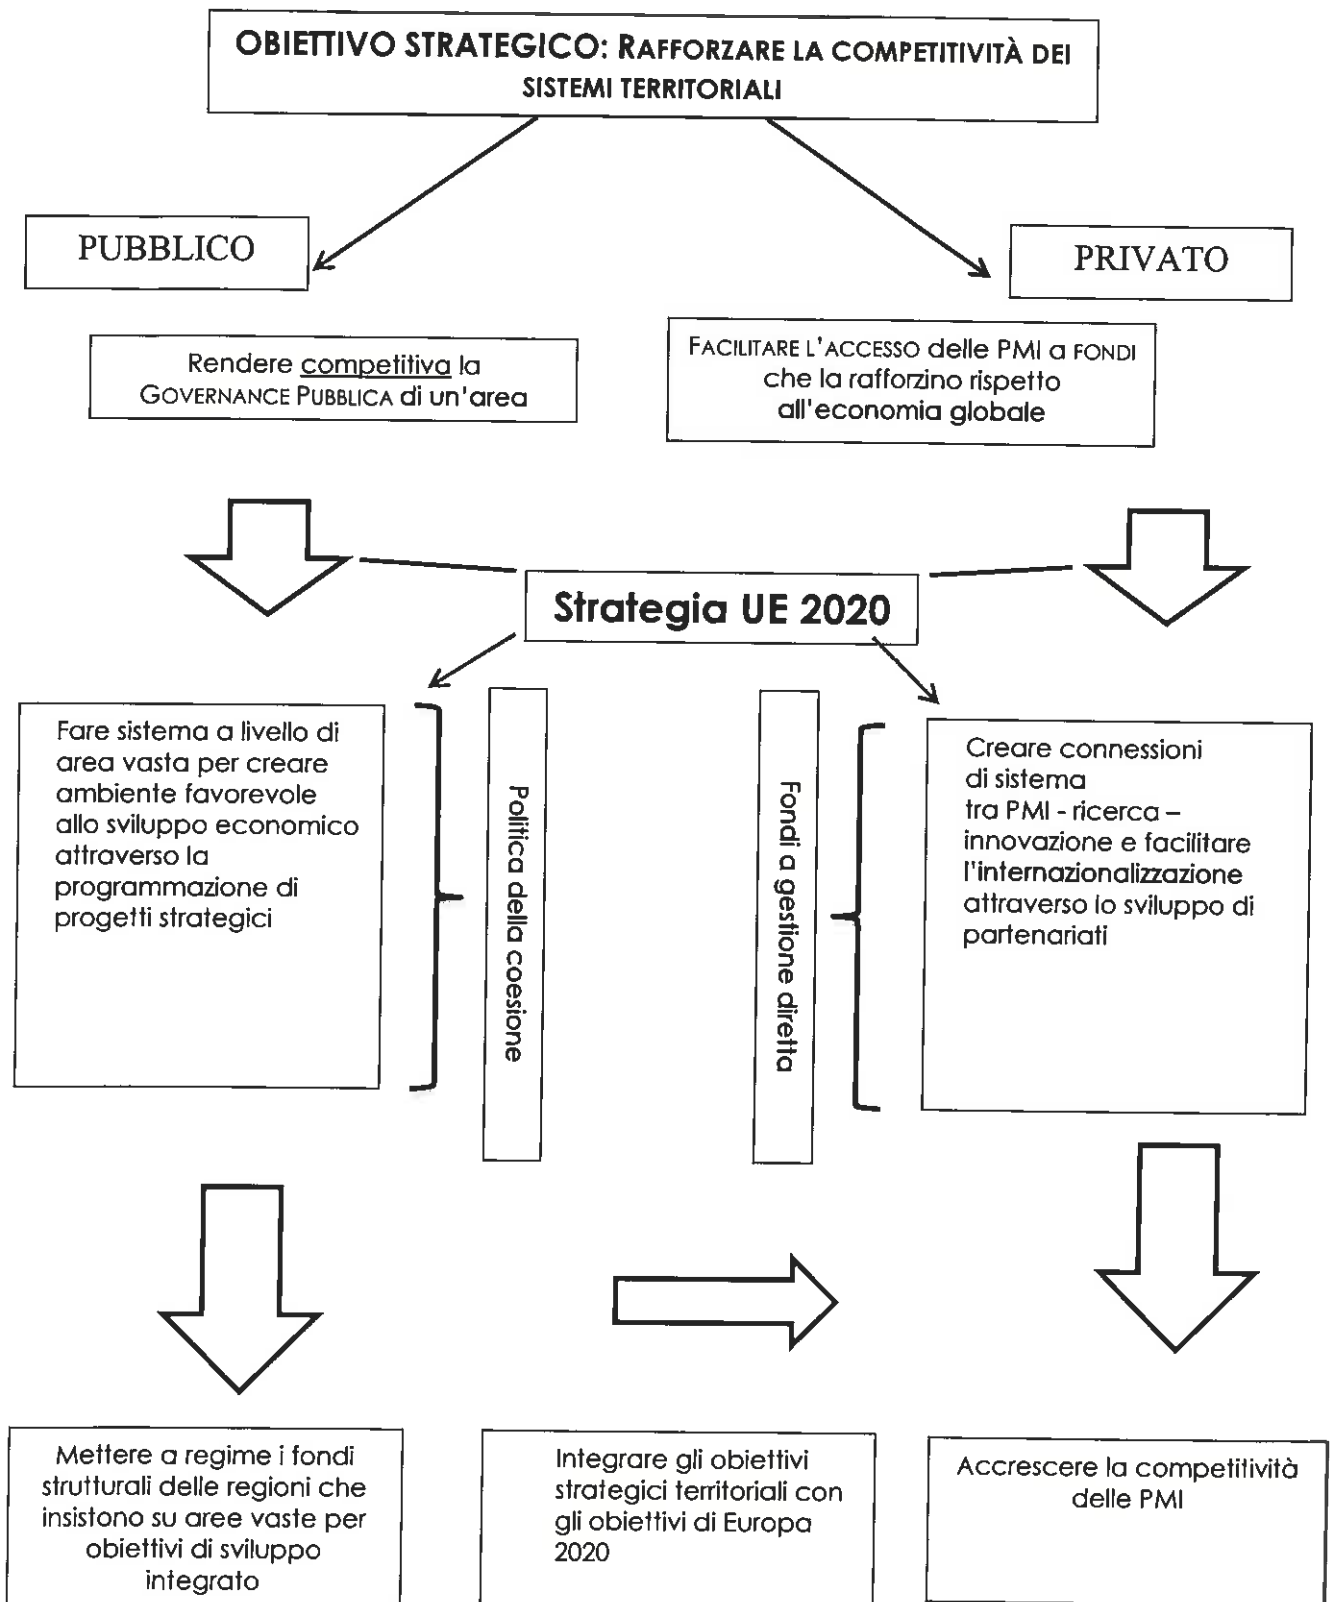 OBIETTIVO STRATEGICO: RAFFORZARE LA COMPETITIVITÀ DEI
SISTEMI TERRITORIALI
PUBBLICO
PRIVATO
Rendere competitiva la
GOVERNANCE PUBBLICA di un'area
FACILITARE L'ACCESSO delle PMI a FONDI
che la rafforzino rispetto
all'economia globale
Strategia UE 2020
Fare sistema a livello di
area vasta per creare
ambiente favorevole
allo sviluppo economico
attraverso la
programmazione di
progetti strategici
Politica della coesione
Fondi a gestione diretta
Creare connessioni
di sistema
tra PMI - ricerca –
innovazione e facilitare
l'internazionalizzazione
attraverso lo sviluppo di
partenariati
Mettere a regime i fondi
strutturali delle regioni che
insistono su aree vaste per
obiettivi di sviluppo
integrato
Integrare gli obiettivi
strategici territoriali con
gli obiettivi di Europa
2020
Accrescere la competitività
delle PMI